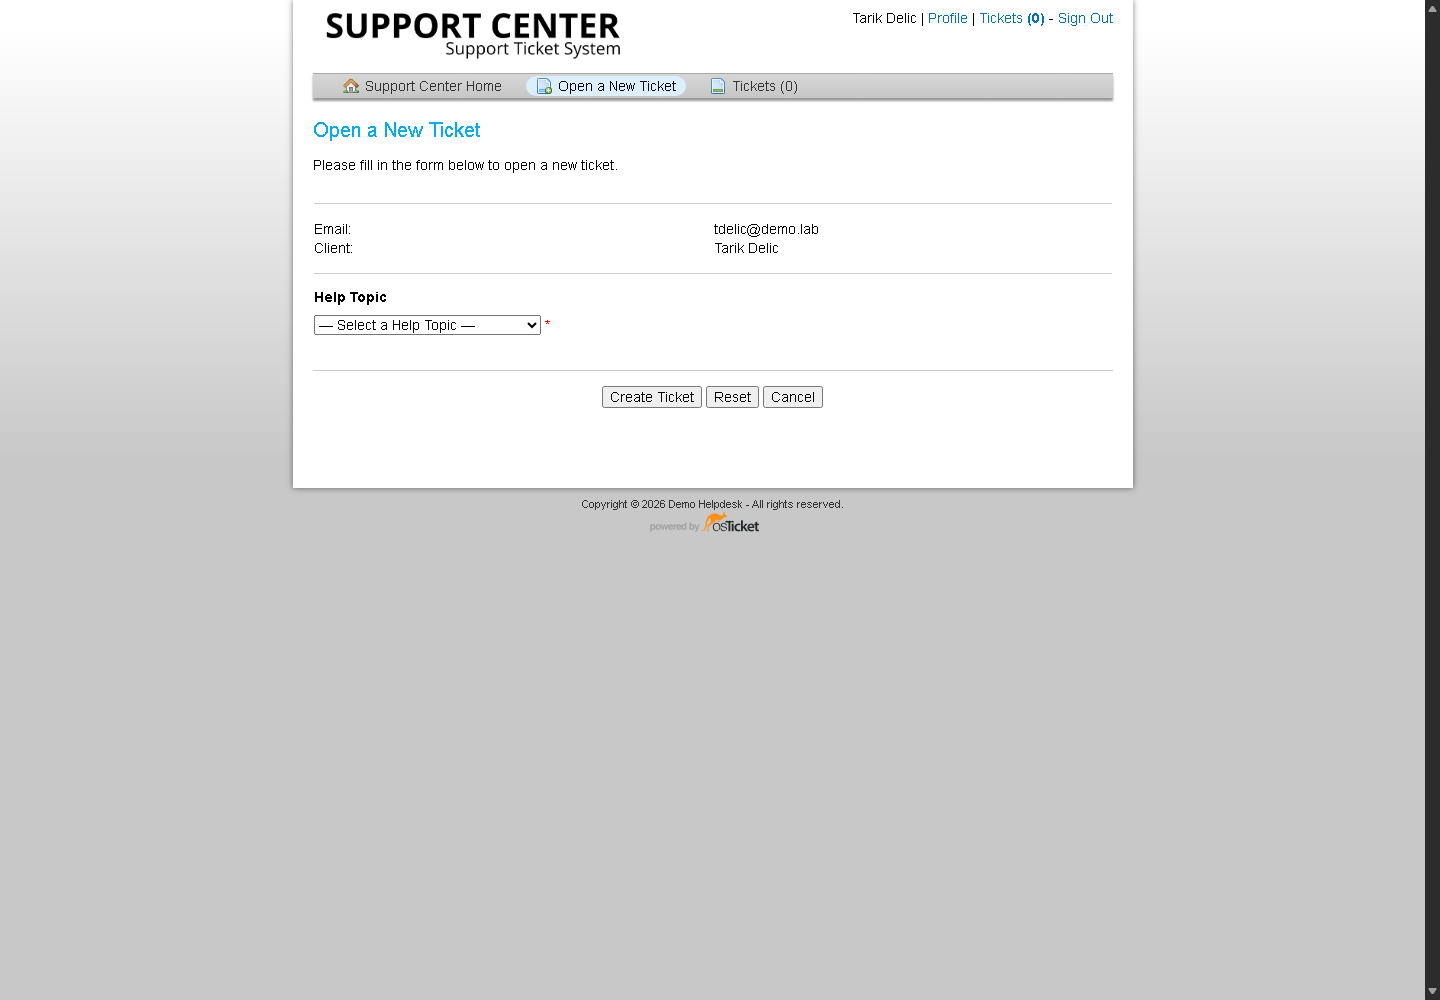 SUPPORT CENTER
Support Ticket System
Tarik Delic | Profile | Tickets (0) - Sign Out
Support Center Home
Open a New Ticket
Tickets (0)
Open a New Ticket
Please fill in the form below to open a new ticket.
Email: tdelic@demo.lab
Client: Tarik Delic
Help Topic
— Select a Help Topic — *
Create Ticket Reset Cancel
Copyright © 2026 Demo Helpdesk - All rights reserved.
powered by osTicket